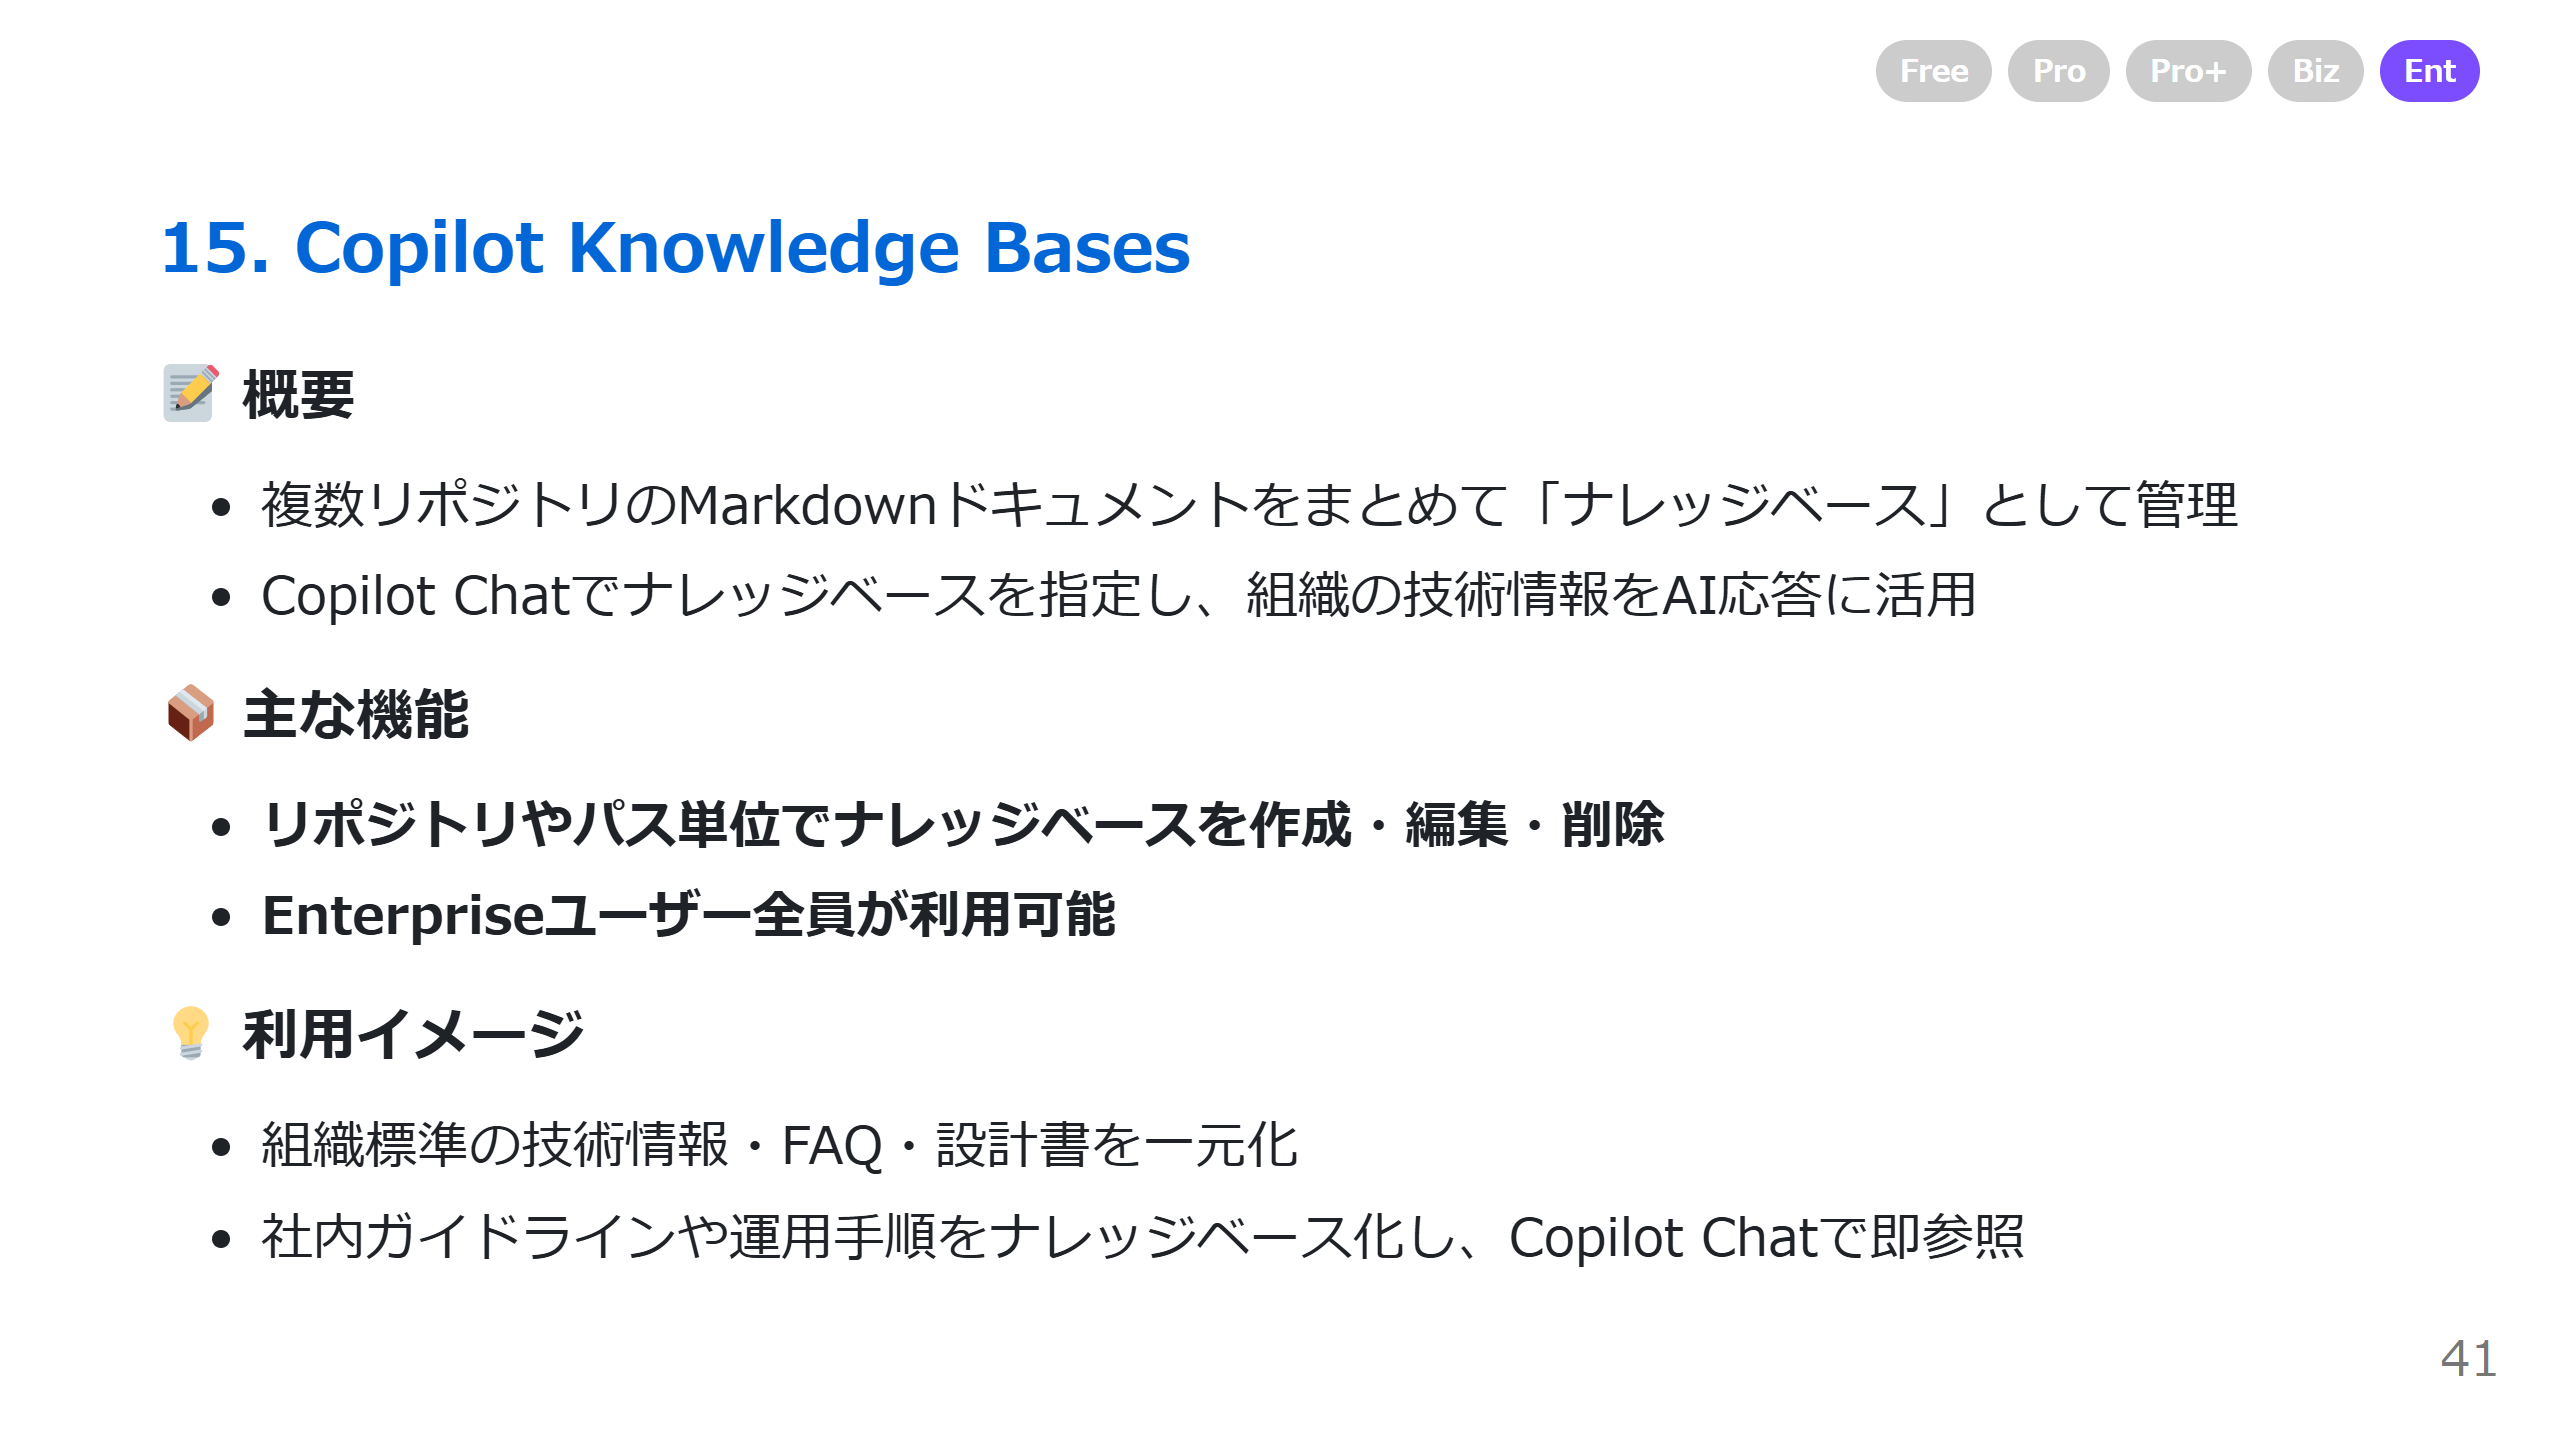 Free Pro Pro+ Biz Ent
15. Copilot Knowledge Bases
📝 概要
• 複数リポジトリのMarkdownドキュメントをまとめて「ナレッジベース」として管理
• Copilot Chatでナレッジベースを指定し、組織の技術情報をAI応答に活用
📦 主な機能
• リポジトリやパス単位でナレッジベースを作成・編集・削除
• Enterpriseユーザー全員が利用可能
💡 利用イメージ
• 組織標準の技術情報・FAQ・設計書を一元化
• 社内ガイドラインや運用手順をナレッジベース化し、Copilot Chatで即参照
41